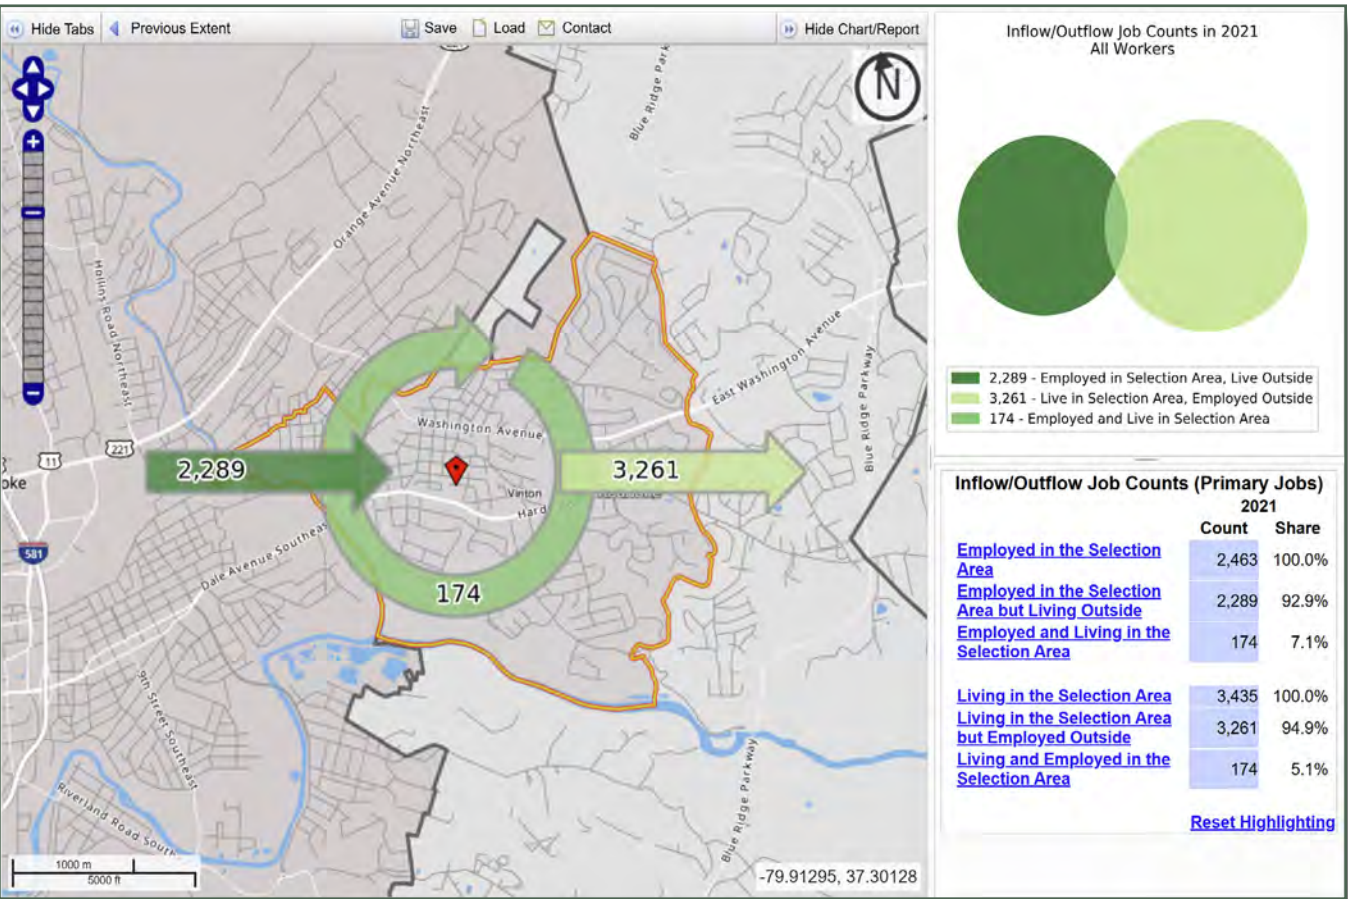 Hide Tabs
Previous Extent
Save
Load
Contact
Hide Chart/Report
N
Blue Ridge Park
Orange Avenue Northeast
Hollins Road Northeast
221
11
oke
581
Washington Avenue
East Washington Avenue
Blue Ridge Parkway
2,289
3,261
Vinton
Hard
174
Dale Avenue Southeas
9th Street Southeast
Riverland Road South
Blue Ridge Parkway
1000 m
5000 ft
-79.91295, 37.30128
Inflow/Outflow Job Counts in 2021
All Workers
2,289 - Employed in Selection Area, Live Outside
3,261 - Live in Selection Area, Employed Outside
174 - Employed and Live in Selection Area
Inflow/Outflow Job Counts (Primary Jobs)
2021
Count Share
Employed in the Selection
Area 2,463 100.0%
Employed in the Selection
Area but Living Outside 2,289 92.9%
Employed and Living in the
Selection Area 174 7.1%
Living in the Selection Area 3,435 100.0%
Living in the Selection Area
but Employed Outside 3,261 94.9%
Living and Employed in the
Selection Area 174 5.1%
Reset Highlighting